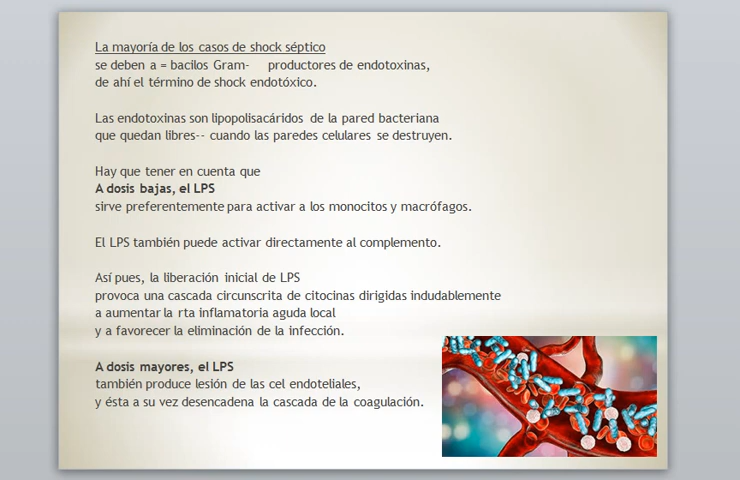 La mayoría de los casos de shock séptico
se deben a = bacilos Gram- productores de endotoxinas,
de ahí el término de shock endotóxico.
Las endotoxinas son lipopolisacáridos de la pared bacteriana
que quedan libres-- cuando las paredes celulares se destruyen.
Hay que tener en cuenta que
A dosis bajas, el LPS
sirve preferentemente para activar a los monocitos y macrófagos.
El LPS también puede activar directamente al complemento.
Así pues, la liberación inicial de LPS
provoca una cascada circunscrita de citocinas dirigidas indudablemente
a aumentar la rta inflamatoria aguda local
y a favorecer la eliminación de la infección.
A dosis mayores, el LPS
también produce lesión de las cel endoteliales,
y ésta a su vez desencadena la cascada de la coagulación.